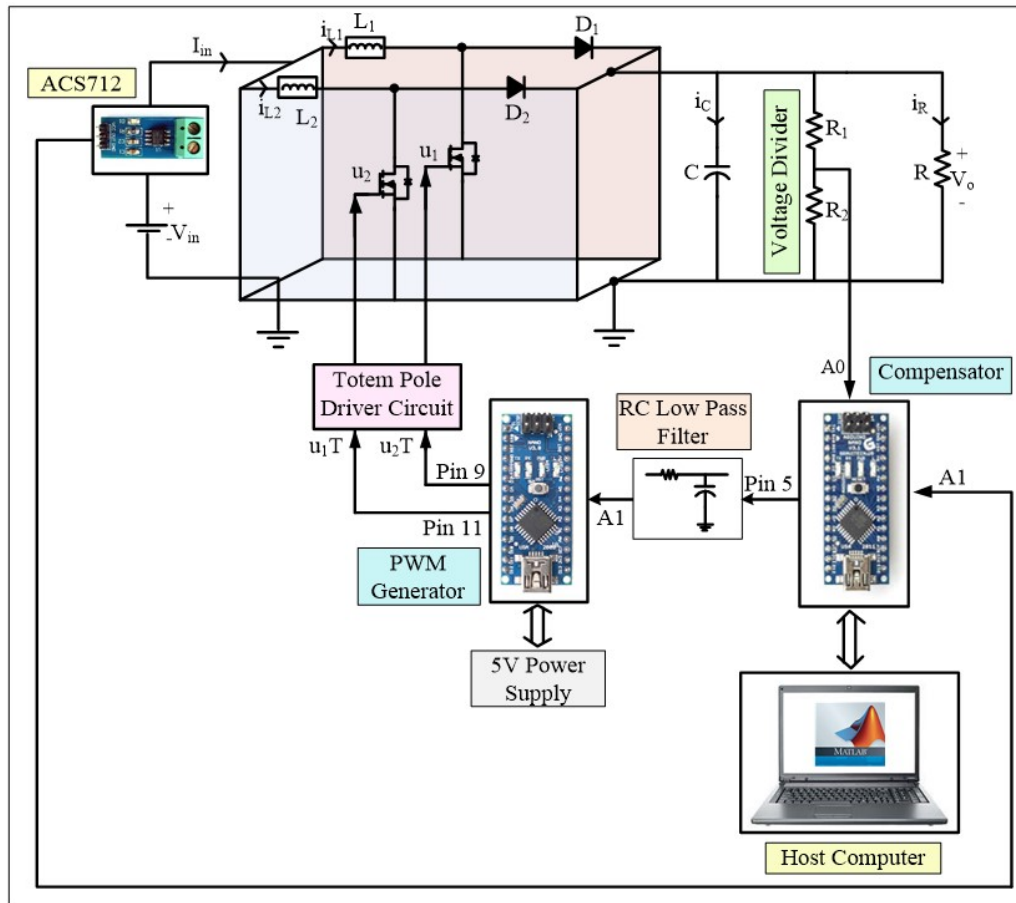 i_L1
L_1
D_1
I_in
ACS712
i_L2
L_2
D_2
i_C
Voltage Divider
R_1
i_R
u_1
u_2
C
R_2
R
+
V_o
-
+
-V_in
Totem Pole
Driver Circuit
A0
Compensator
RC Low Pass
Filter
u_1T
u_2T
Pin 9
Pin 11
A1
Pin 5
A1
PWM
Generator
5V Power
Supply
MATLAB
Host Computer